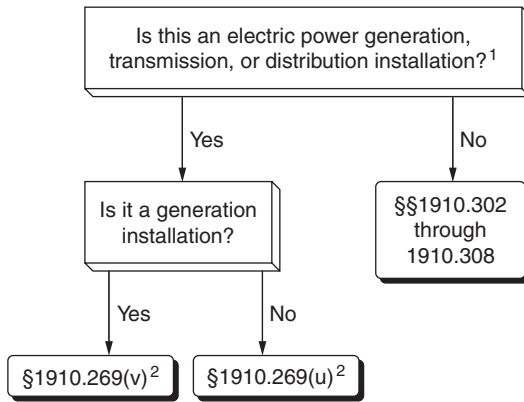 Is this an electric power generation,
transmission, or distribution installation?¹
Yes
No
Is it a generation
installation?
§§1910.302
through
1910.308
Yes
No
§1910.269(v)²
§1910.269(u)²